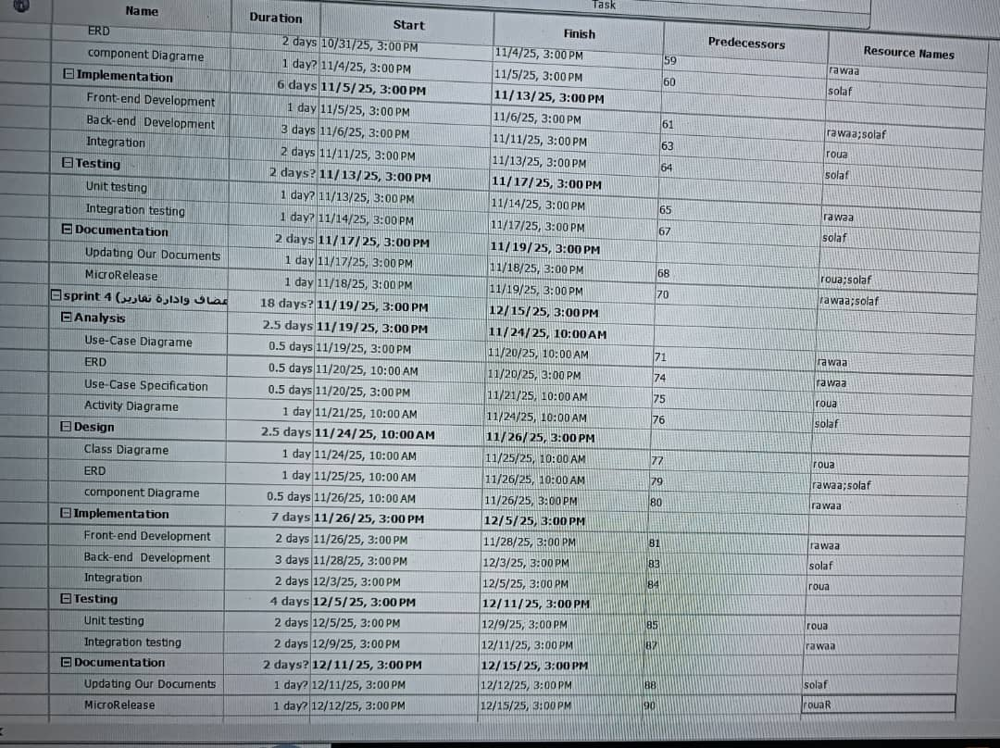 Task
Name Duration Start Finish Predecessors Resource Names
ERD 2 days 10/31/25, 3:00 PM 11/4/25, 3:00 PM 59 rawaa
component Diagrame 1 day? 11/4/25, 3:00 PM 11/5/25, 3:00 PM 60 solaf
Implementation 6 days 11/5/25, 3:00 PM 11/13/25, 3:00 PM
Front-end Development 1 day 11/5/25, 3:00 PM 11/6/25, 3:00 PM 61 rawaa;solaf
Back-end Development 3 days 11/6/25, 3:00 PM 11/11/25, 3:00 PM 63 roua
Integration 2 days 11/11/25, 3:00 PM 11/13/25, 3:00 PM 64 solaf
Testing 2 days? 11/13/25, 3:00 PM 11/17/25, 3:00 PM
Unit testing 1 day? 11/13/25, 3:00 PM 11/14/25, 3:00 PM 65 rawaa
Integration testing 1 day? 11/14/25, 3:00 PM 11/17/25, 3:00 PM 67 solaf
Documentation 2 days 11/17/25, 3:00 PM 11/19/25, 3:00 PM
Updating Our Documents 1 day 11/17/25, 3:00 PM 11/18/25, 3:00 PM 68 roua;solaf
MicroRelease 1 day 11/18/25, 3:00 PM 11/19/25, 3:00 PM 70 rawaa;solaf
sprint 4 (وادارة تقارير 18 days? 11/19/25, 3:00 PM 12/15/25, 3:00 PM
Analysis 2.5 days 11/19/25, 3:00 PM 11/24/25, 10:00 AM
Use-Case Diagrame 0.5 days 11/19/25, 3:00 PM 11/20/25, 10:00 AM 71 rawaa
ERD 0.5 days 11/20/25, 10:00 AM 11/20/25, 3:00 PM 74 rawaa
Use-Case Specification 0.5 days 11/20/25, 3:00 PM 11/21/25, 10:00 AM 75 roua
Activity Diagrame 1 day 11/21/25, 10:00 AM 11/24/25, 10:00 AM 76 solaf
Design 2.5 days 11/24/25, 10:00 AM 11/26/25, 3:00 PM
Class Diagrame 1 day 11/24/25, 10:00 AM 11/25/25, 10:00 AM 77 roua
ERD 1 day 11/25/25, 10:00 AM 11/26/25, 10:00 AM 79 rawaa;solaf
component Diagrame 0.5 days 11/26/25, 10:00 AM 11/26/25, 3:00 PM 80 rawaa
Implementation 7 days 11/26/25, 3:00 PM 12/5/25, 3:00 PM
Front-end Development 2 days 11/26/25, 3:00 PM 11/28/25, 3:00 PM 81 rawaa
Back-end Development 3 days 11/28/25, 3:00 PM 12/3/25, 3:00 PM 83 solaf
Integration 2 days 12/3/25, 3:00 PM 12/5/25, 3:00 PM 84 roua
Testing 4 days 12/5/25, 3:00 PM 12/11/25, 3:00 PM
Unit testing 2 days 12/5/25, 3:00 PM 12/9/25, 3:00 PM 85 roua
Integration testing 2 days 12/9/25, 3:00 PM 12/11/25, 3:00 PM 87 rawaa
Documentation 2 days? 12/11/25, 3:00 PM 12/15/25, 3:00 PM
Updating Our Documents 1 day? 12/11/25, 3:00 PM 12/12/25, 3:00 PM 88 solaf
MicroRelease 1 day? 12/12/25, 3:00 PM 12/15/25, 3:00 PM 90 rouaR